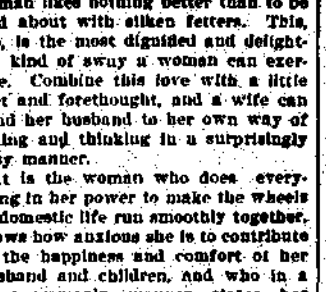 man likes nothing better than to be
d about with silken fetters. This,
, is the most dignified and delight-
kind of sway a woman can exer-
e. Combine this love with a little
t and forethought, and a wife can
nd her husband to her own way of
ing and thinking in a surprisingly
sy manner.
t is the woman who does every-
ng in her power to make the wheels
domestic life run smoothly together,
ows how anxious she is to contribute
the happiness and comfort of her
sband and children, and who in a